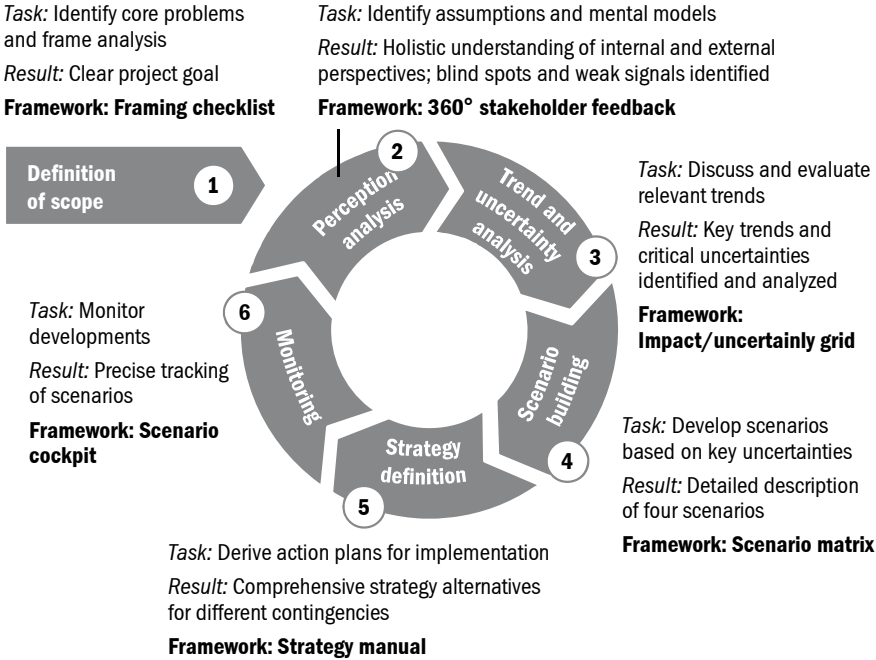 Task: Identify core problems
and frame analysis
Result: Clear project goal
Framework: Framing checklist
Definition
of scope
1
Task: Identify assumptions and mental models
Result: Holistic understanding of internal and external
perspectives; blind spots and weak signals identified
Framework: 360° stakeholder feedback
2
Perception
analysis
Trend and
uncertainty
analysis
3
Task: Discuss and evaluate
relevant trends
Result: Key trends and
critical uncertainties
identified and analyzed
Framework:
Impact/uncertainly grid
Scenario
building
4
Task: Develop scenarios
based on key uncertainties
Result: Detailed description
of four scenarios
Framework: Scenario matrix
Strategy
definition
5
Task: Derive action plans for implementation
Result: Comprehensive strategy alternatives
for different contingencies
Framework: Strategy manual
6
Monitoring
Task: Monitor
developments
Result: Precise tracking
of scenarios
Framework: Scenario
cockpit